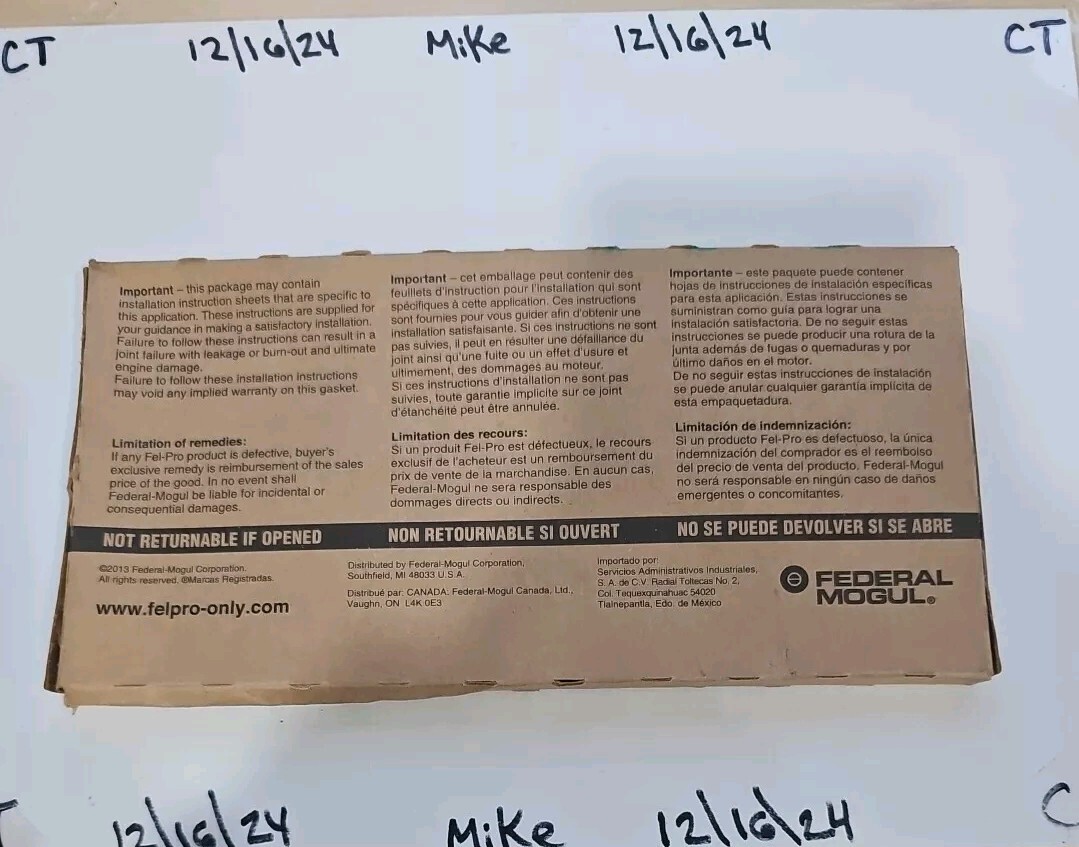 CT 12/16/24 MiKe 12/16/24 CT
Important – this package may contain
installation instruction sheets that are specific to
this application. These instructions are supplied for
your guidance in making a satisfactory installation.
Failure to follow these instructions can result in a
joint failure with leakage or burn-out and ultimate
engine damage.
Failure to follow these installation instructions
may void any implied warranty on this gasket.
Limitation of remedies:
If any Fel-Pro product is defective, buyer's
exclusive remedy is reimbursement of the sales
price of the good. In no event shall
Federal-Mogul be liable for incidental or
consequential damages.
Important – cet emballage peut contenir des
feuillets d'instruction pour l'installation qui sont
spécifiques à cette application. Ces instructions
sont fournies pour vous guider afin d'obtenir une
installation satisfaisante. Si ces instructions ne sont
pas suivies, il peut en résulter une défaillance du
joint ainsi qu'une fuite ou un effet d'usure et
ultimement, des dommages au moteur.
Si ces instructions d'installation ne sont pas
suivies, toute garantie implicite sur ce joint
d'étanchéité peut être annulée.
Limitation des recours:
Si un produit Fel-Pro est défectueux, le recours
exclusif de l'acheteur est un remboursement du
prix de vente de la marchandise. En aucun cas,
Federal-Mogul ne sera responsable des
dommages directs ou indirects.
Importante – este paquete puede contener
hojas de instrucciones de instalación específicas
para esta aplicación. Estas instrucciones se
suministran como guía para lograr una
instalación satisfactoria. De no seguir estas
instrucciones se puede producir una rotura de la
junta además de fugas o quemaduras y por
último daños en el motor.
De no seguir estas instrucciones de instalación
se puede anular cualquier garantía implícita de
esta empaquetadura.
Limitación de indemnización:
Si un producto Fel-Pro es defectuoso, la única
indemnización del comprador es el reembolso
del precio de venta del producto. Federal-Mogul
no será responsable en ningún caso de daños
emergentes o concomitantes.
NOT RETURNABLE IF OPENED NON RETOURNABLE SI OUVERT NO SE PUEDE DEVOLVER SI SE ABRE
©2013 Federal-Mogul Corporation.
All rights reserved. ®Marcas Registradas.
www.felpro-only.com
Distributed by Federal-Mogul Corporation,
Southfield, MI 48033 U.S.A.
Distribué par: CANADA: Federal-Mogul Canada, Ltd.,
Vaughn, ON L4K 0E3
Importado por:
Servicios Administrativos Industriales,
S. A. de C.V. Radial Toltecas No. 2,
Col. Tequexquinahuac 54020
Tlalnepantla, Edo. de México
FEDERAL
MOGUL®
12/16/24 MiKe 12/16/24 C